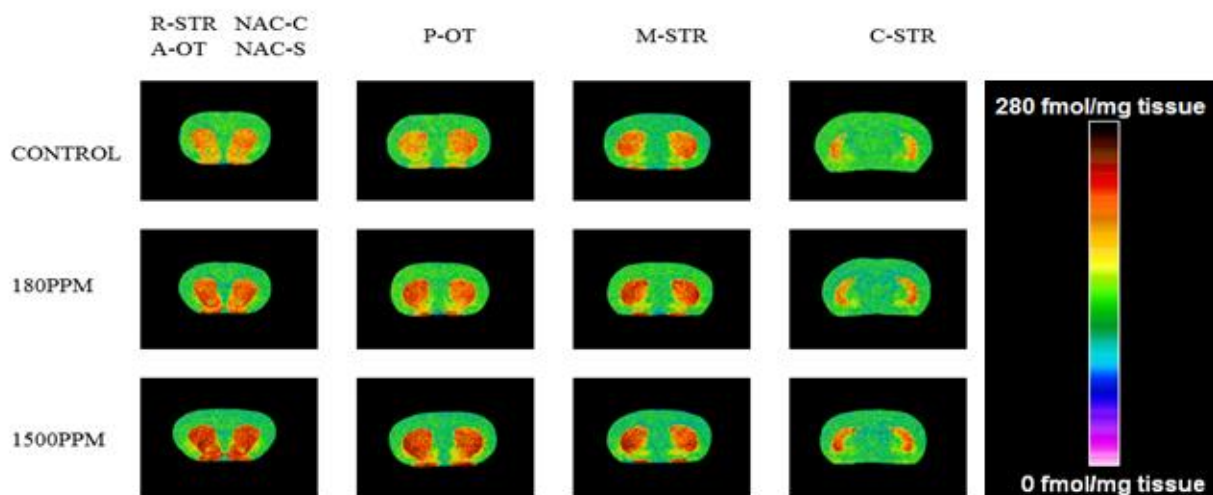 R-STR NAC-C
A-OT NAC-S
P-OT
M-STR
C-STR
CONTROL
180PPM
1500PPM
280 fmol/mg tissue
0 fmol/mg tissue